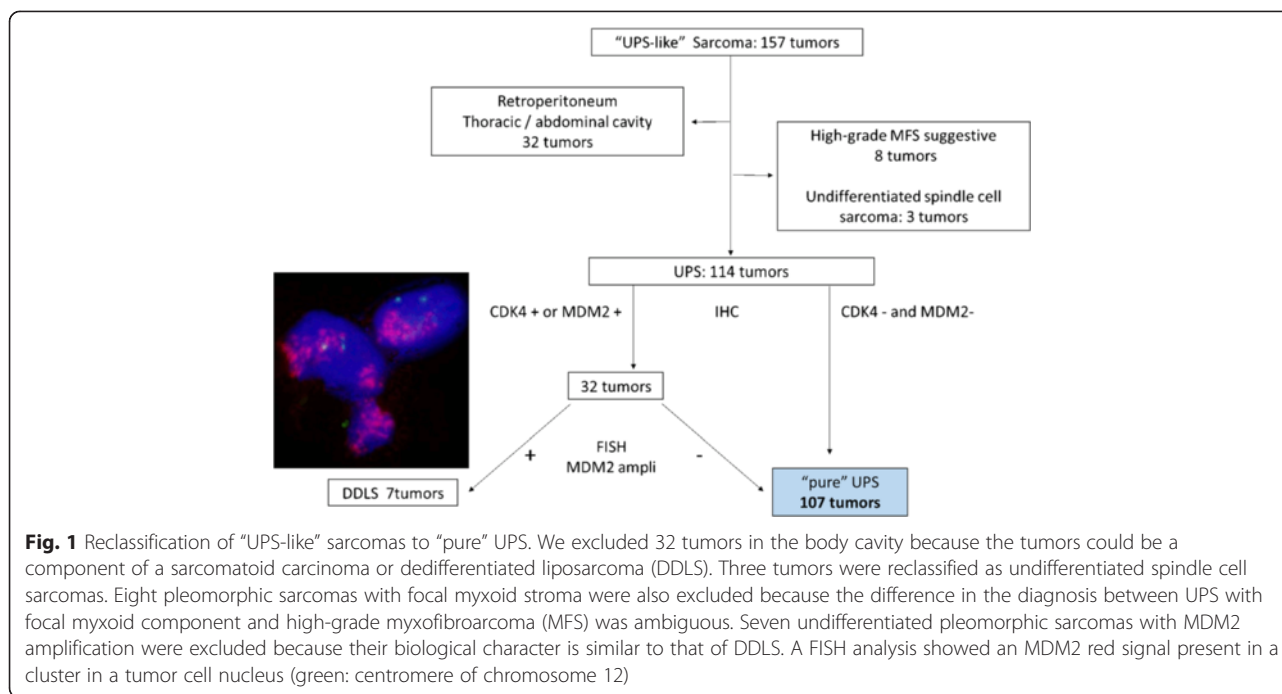 "UPS-like" Sarcoma: 157 tumors
Retroperitoneum
Thoracic / abdominal cavity
32 tumors
High-grade MFS suggestive
8 tumors
Undifferentiated spindle cell
sarcoma: 3 tumors
UPS: 114 tumors
CDK4 + or MDM2 +
IHC
CDK4 - and MDM2-
32 tumors
+
FISH
MDM2 ampli
-
DDLS 7tumors
"pure" UPS
107 tumors
Fig. 1 Reclassification of "UPS-like" sarcomas to "pure" UPS. We excluded 32 tumors in the body cavity because the tumors could be a
component of a sarcomatoid carcinoma or dedifferentiated liposarcoma (DDLS). Three tumors were reclassified as undifferentiated spindle cell
sarcomas. Eight pleomorphic sarcomas with focal myxoid stroma were also excluded because the difference in the diagnosis between UPS with
focal myxoid component and high-grade myxofibroarcoma (MFS) was ambiguous. Seven undifferentiated pleomorphic sarcomas with MDM2
amplification were excluded because their biological character is similar to that of DDLS. A FISH analysis showed an MDM2 red signal present in a
cluster in a tumor cell nucleus (green: centromere of chromosome 12)